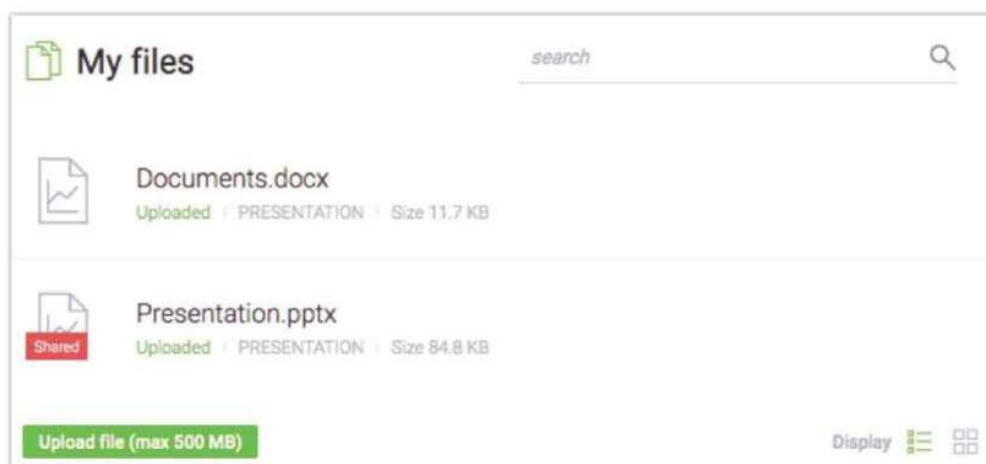 My files
search
Documents.docx
Uploaded | PRESENTATION | Size 11.7 KB
Presentation.pptx
Shared
Uploaded | PRESENTATION | Size 84.8 KB
Upload file (max 500 MB)
Display